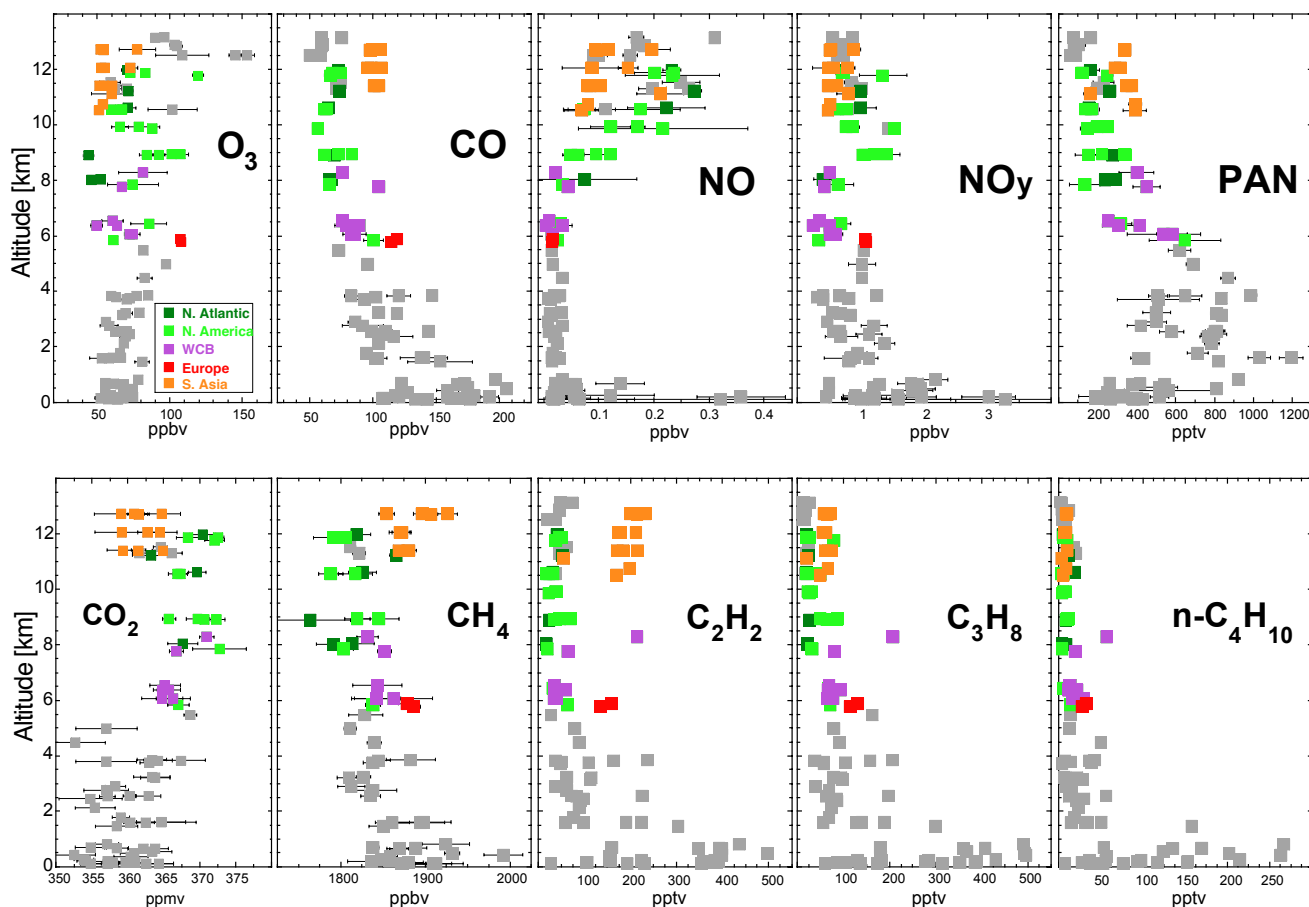 O3
CO
NO
NOy
PAN
Altitude [km]
12
10
8
6
4
2
0
N. Atlantic
N. America
WCB
Europe
S. Asia
50 100 150
50 100 150 200
0.1 0.2 0.3 0.4
1 2 3
200 400 600 800 1000 1200
ppbv ppbv ppbv ppbv pptv
CO2
CH4
C2H2
C3H8
n-C4H10
Altitude [km]
12
10
8
6
4
2
0
350 355 360 365 370 375
1800 1900 2000
100 200 300 400 500
100 200 300 400 500
50 100 150 200 250
ppmv ppbv pptv pptv pptv